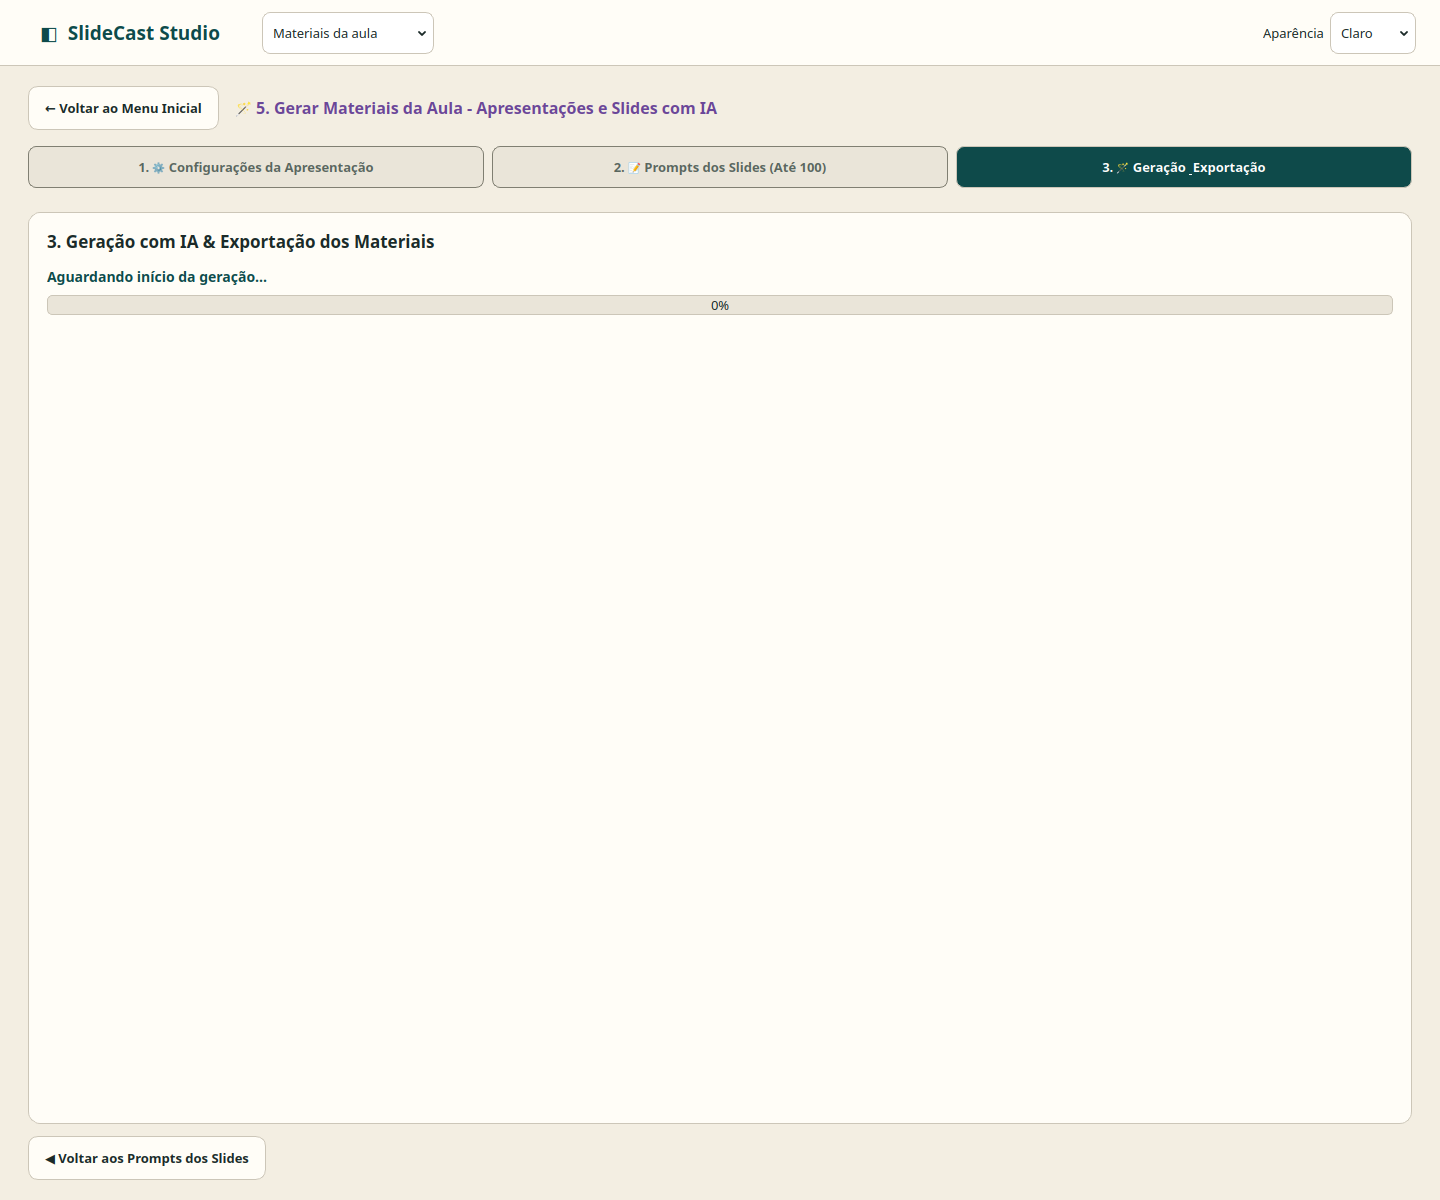 ◧ SlideCast Studio
Materiais da aula
Aparência
Claro
← Voltar ao Menu Inicial
🪄 5. Gerar Materiais da Aula - Apresentações e Slides com IA
1. ⚙️ Configurações da Apresentação
2. 📝 Prompts dos Slides (Até 100)
3. 🪄 Geração _Exportação
3. Geração com IA & Exportação dos Materiais
Aguardando início da geração...
0%
◀ Voltar aos Prompts dos Slides